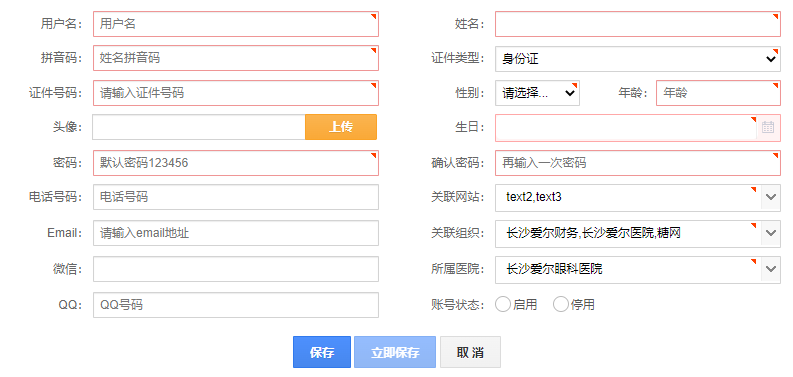 用户名: 用户名 姓名:
拼音码: 姓名拼音码 证件类型: 身份证
证件号码: 请输入证件号码 性别: 请选择... 年龄: 年龄
头像: 上传 生日:
密码: 默认密码123456 确认密码: 再输入一次密码
电话号码: 电话号码 关联网站: text2,text3
Email: 请输入email地址 关联组织: 长沙爱尔财务,长沙爱尔医院,糖网
微信: 所属医院: 长沙爱尔眼科医院
QQ: QQ号码 账号状态: 启用 停用
保存 立即保存 取消